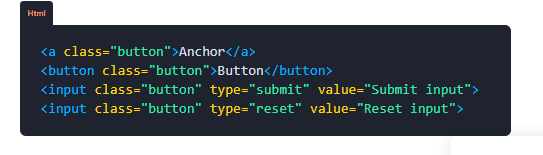 Html
<a class="button">Anchor</a>
<button class="button">Button</button>
<input class="button" type="submit" value="Submit input">
<input class="button" type="reset" value="Reset input">